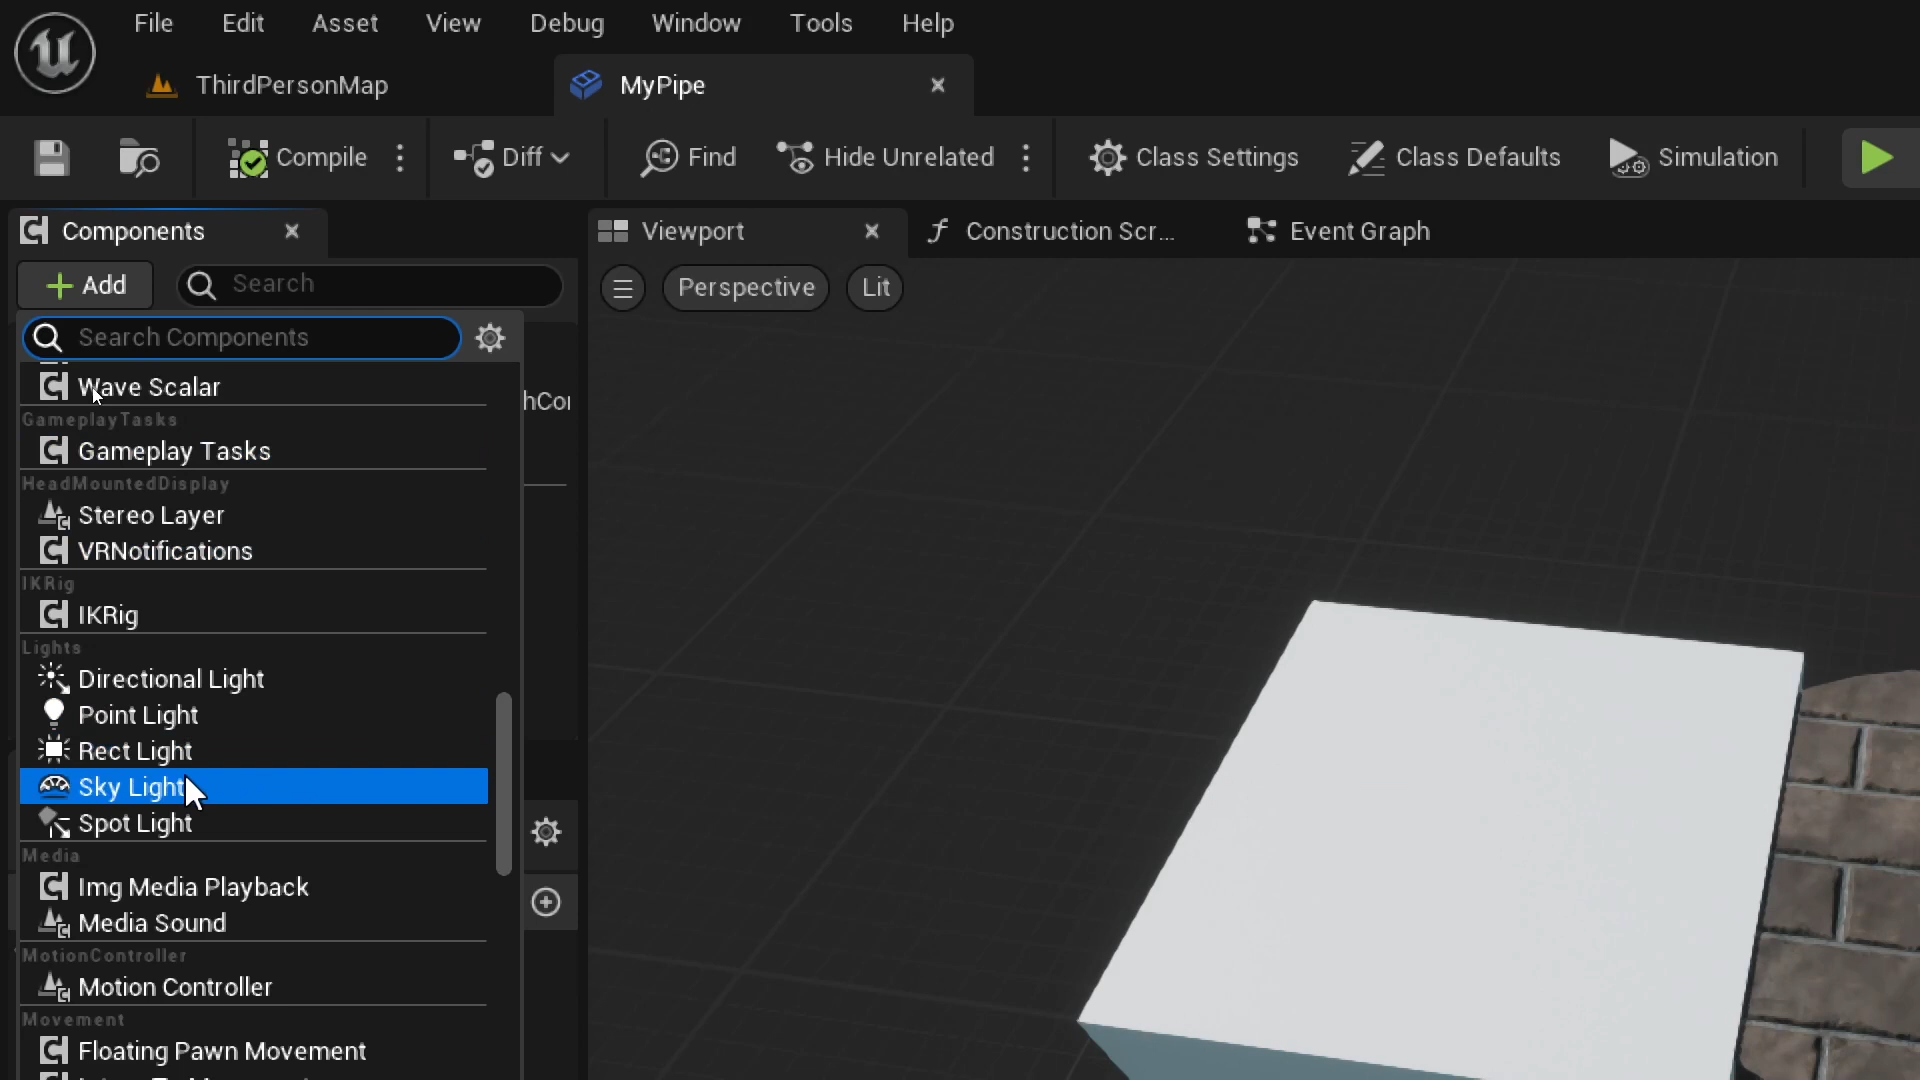 File Edit Asset View Debug Window Tools Help
ThirdPersonMap MyPipe
Compile Diff Find Hide Unrelated Class Settings Class Defaults Simulation
Components Viewport Construction Scr... Event Graph
Add Search Perspective Lit
Search Components
Wave Scalar
GameplayTasks
Gameplay Tasks
HeadMountedDisplay
Stereo Layer
VRNotifications
IKRig
IKRig
Lights
Directional Light
Point Light
Rect Light
Sky Light
Spot Light
Media
Img Media Playback
Media Sound
MotionController
Motion Controller
Movement
Floating Pawn Movement